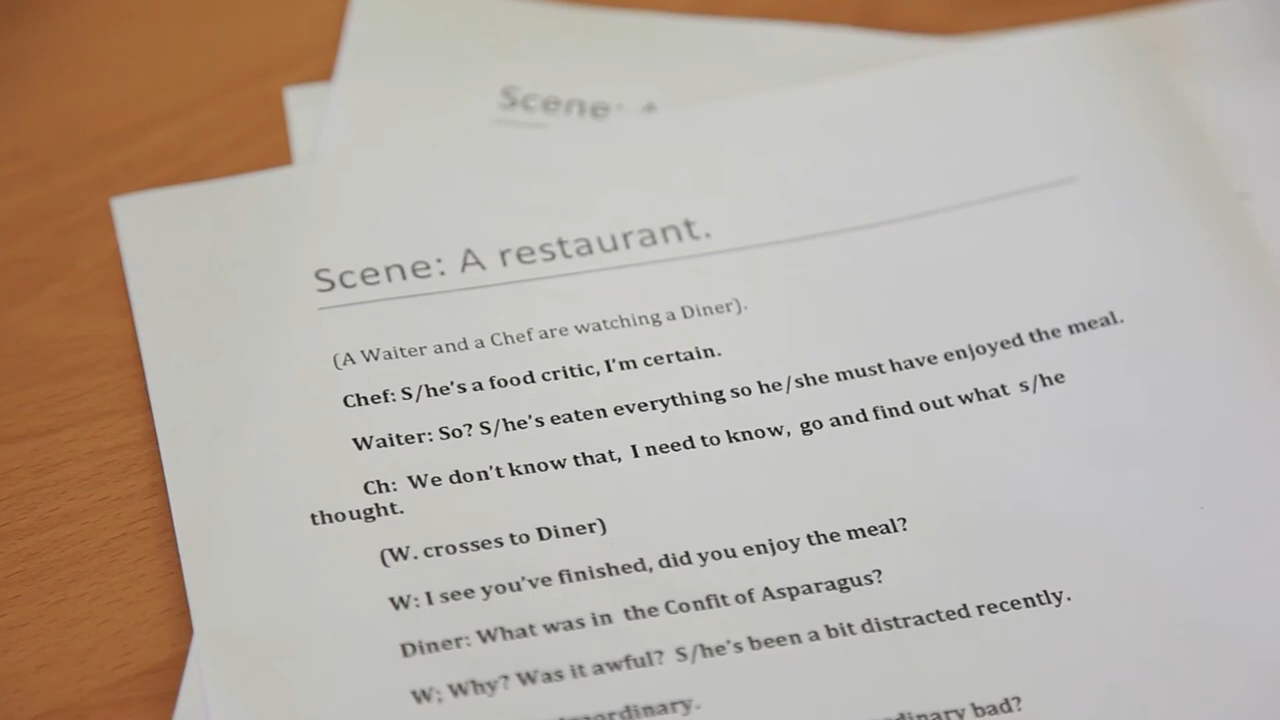 Scene:
Scene: A restaurant.
(A Waiter and a Chef are watching a Diner).
Chef: S/he's a food critic, I'm certain.
Waiter: So? S/he's eaten everything so he/she must have enjoyed the meal.
Ch: We don't know that, I need to know, go and find out what s/he
thought.
(W. crosses to Diner)
W: I see you've finished, did you enjoy the meal?
Diner: What was in the Confit of Asparagus?
W; Why? Was it awful? S/he's been a bit distracted recently.
bad?